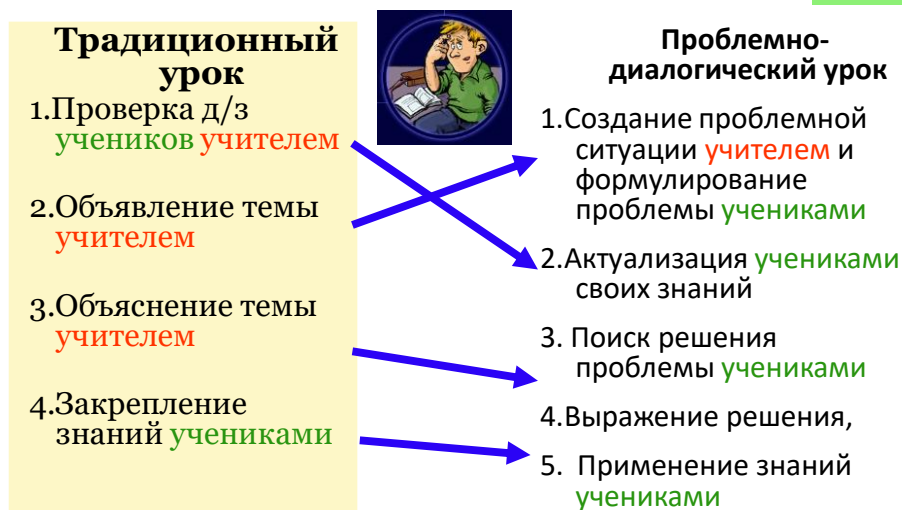 Традиционный
урок
1.Проверка д/з
учеников учителем
2.Объявление темы
учителем
3.Объяснение темы
учителем
4.Закрепление
знаний учениками
Проблемно-
диалогический урок
1.Создание проблемной
ситуации учителем и
формулирование
проблемы учениками
2.Актуализация учениками
своих знаний
3. Поиск решения
проблемы учениками
4.Выражение решения,
5. Применение знаний
учениками